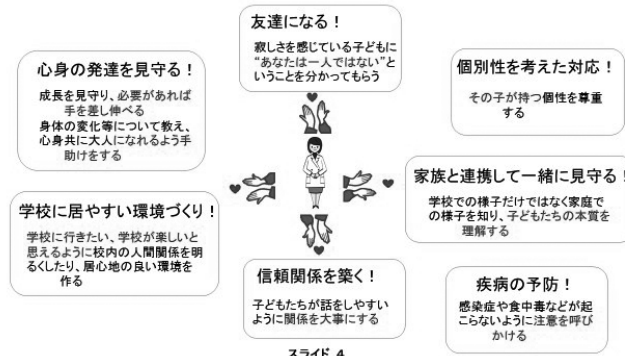 友達になる！
寂しさを感じている子どもに
“あなたは一人ではない”と
いうことを分かってもらう
心身の発達を見守る！
成長を見守り、必要があれば
手を差し伸べる
身体の変化等について教え、
心身共に大人になれるよう手
助けをする
個別性を考えた対応！
その子が持つ個性を尊重
する
学校に居やすい環境づくり！
学校に行きたい、学校が楽しいと
思えるように校内の人間関係を明
るくしたり、居心地の良い環境を
作る
家族と連携して一緒に見守る！
学校での様子だけではなく家庭で
の様子を知り、子どもたちの本質を
理解する
信頼関係を築く！
子どもたちが話をしやすい
ように関係を大事にする
疾病の予防！
感染症や食中毒などが起
こらないように注意を呼び
かける
スライド 4